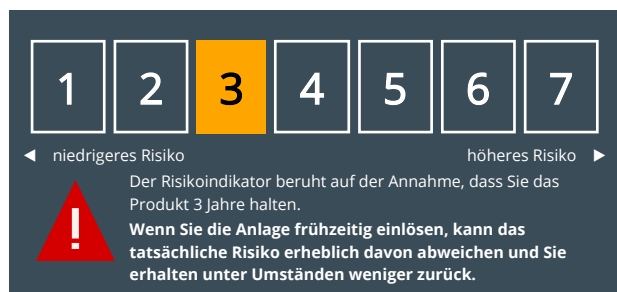 1 2 3 4 5 6 7
niedrigeres Risiko höheres Risiko
Der Risikoindikator beruht auf der Annahme, dass Sie das
Produkt 3 Jahre halten.
Wenn Sie die Anlage frühzeitig einlösen, kann das
tatsächliche Risiko erheblich davon abweichen und Sie
erhalten unter Umständen weniger zurück.
!